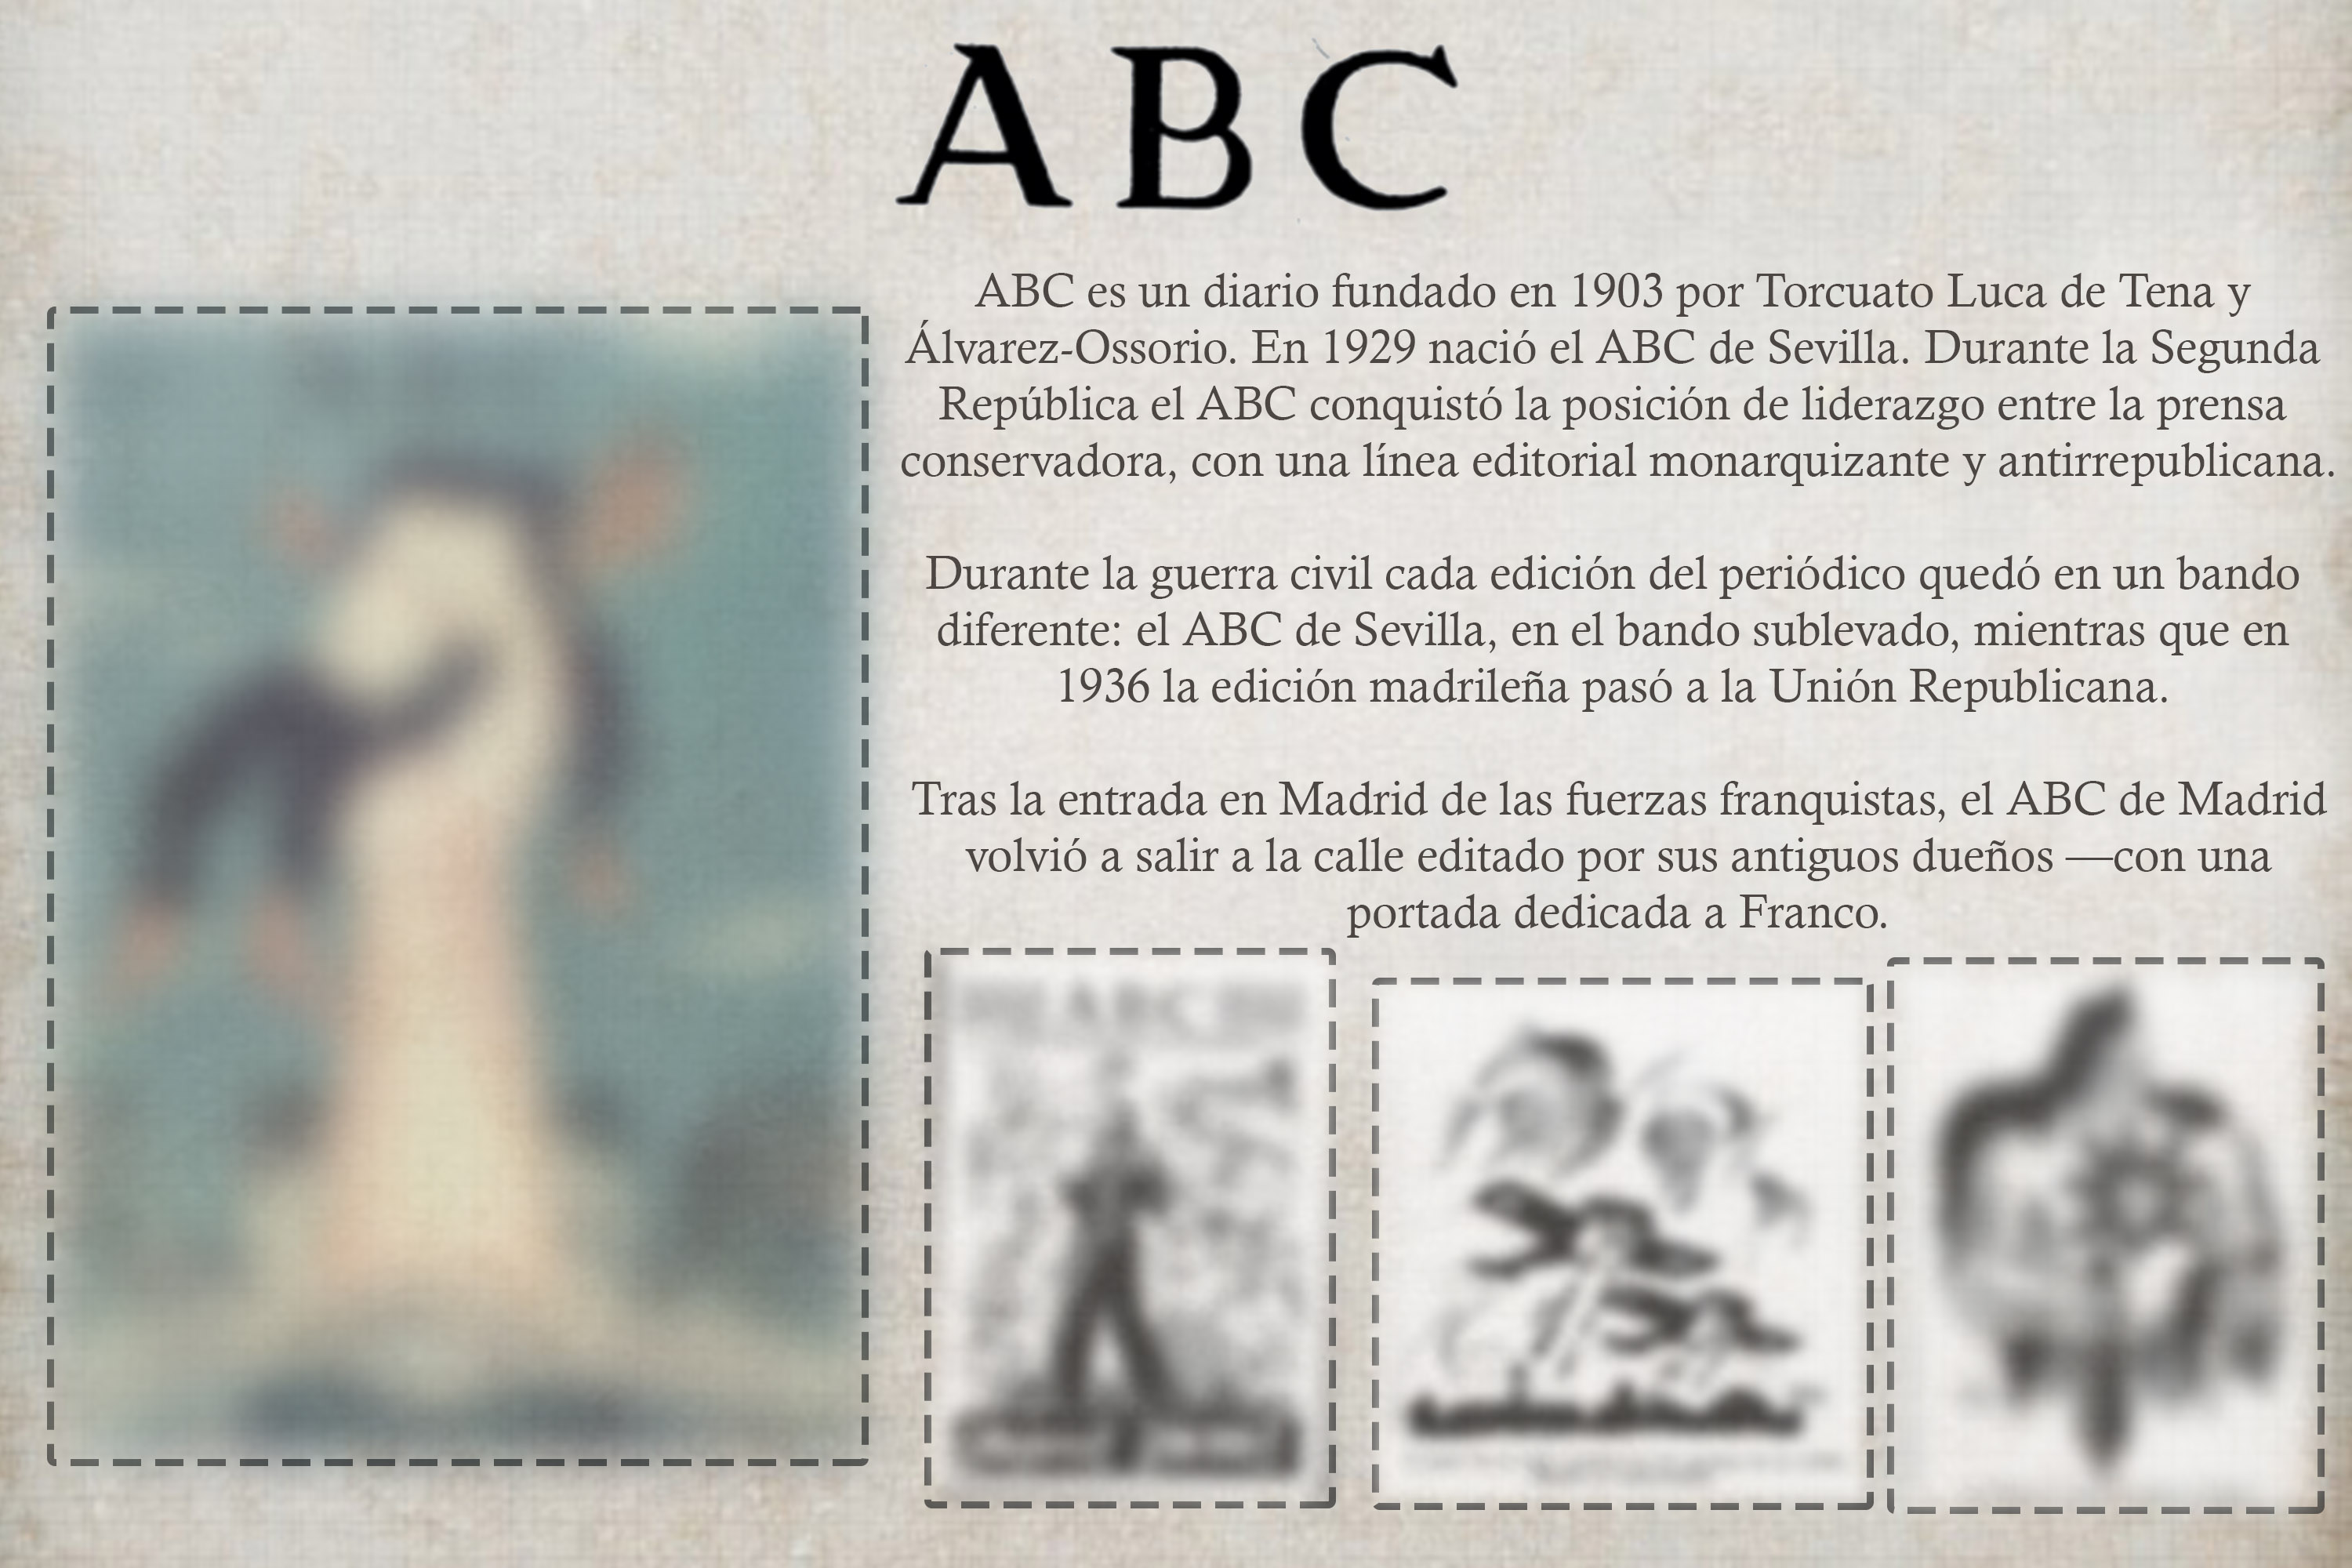 ABC
ABC es un diario fundado en 1903 por Torcuato Luca de Tena y
Álvarez-Ossorio. En 1929 nació el ABC de Sevilla. Durante la Segunda
República el ABC conquistó la posición de liderazgo entre la prensa
conservadora, con una línea editorial monarquizante y antirrepublicana.
Durante la guerra civil cada edición del periódico quedó en un bando
diferente: el ABC de Sevilla, en el bando sublevado, mientras que en
1936 la edición madrileña pasó a la Unión Republicana.
Tras la entrada en Madrid de las fuerzas franquistas, el ABC de Madrid
volvió a salir a la calle editado por sus antiguos dueños —con una
portada dedicada a Franco.
ABC